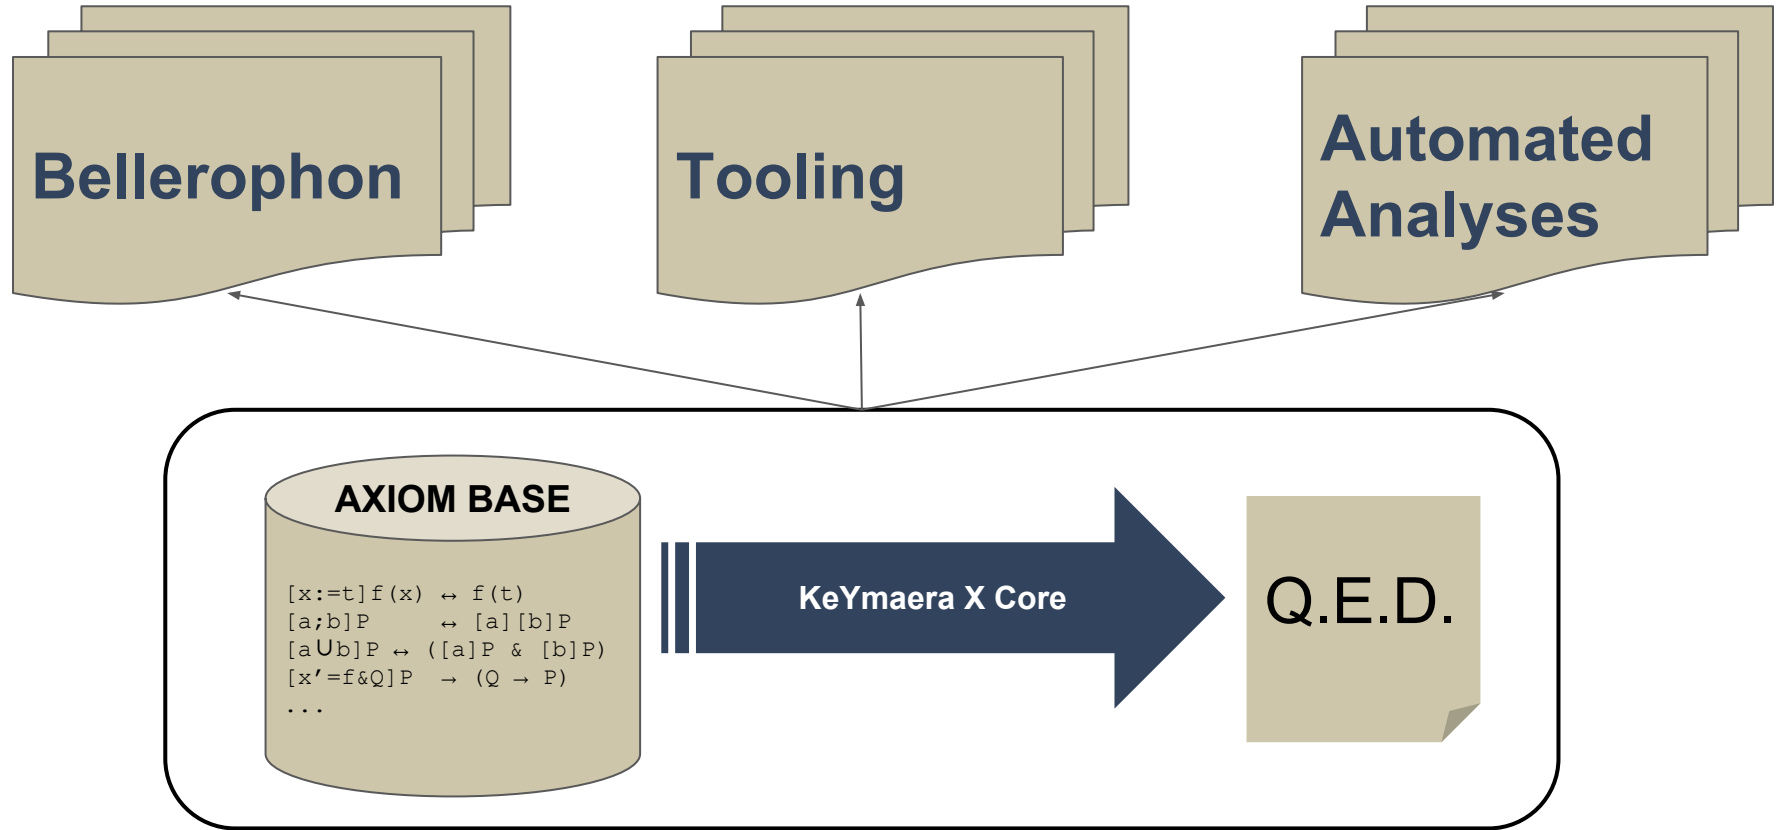 Bellerophon
Tooling
Automated
Analyses
AXIOM BASE
[x:=t]f(x) ↔ f(t)
[a;b]P ↔ [a][b]P
[a∪b]P ↔ ([a]P & [b]P)
[x′=f&Q]P → (Q → P)
...
KeYmaera X Core
Q.E.D.